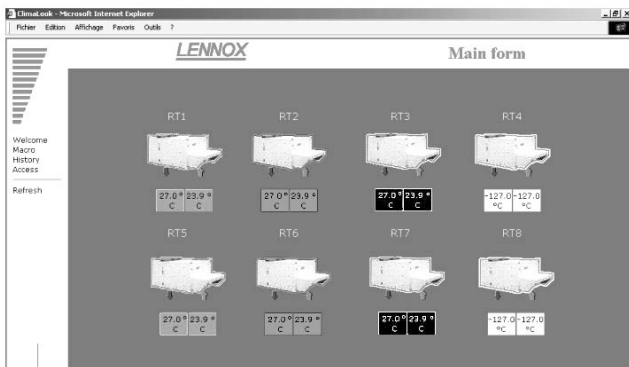 ClimaLook - Microsoft Internet Explorer
Fichier Edition Affichage Favoris Outils ?
LENNOX Main form
Welcome
Macro
History
Access
Refresh
RT1 RT2 RT3 RT4
27.0° 23.9° 27.0° 23.9° 27.0° 23.9° -127.0 -127.0
C C C C C C °C °C
RT5 RT6 RT7 RT8
27.0° 23.9° 27.0° 23.9° 27.0° 23.9° -127.0 -127.0
C C C C C C °C °C